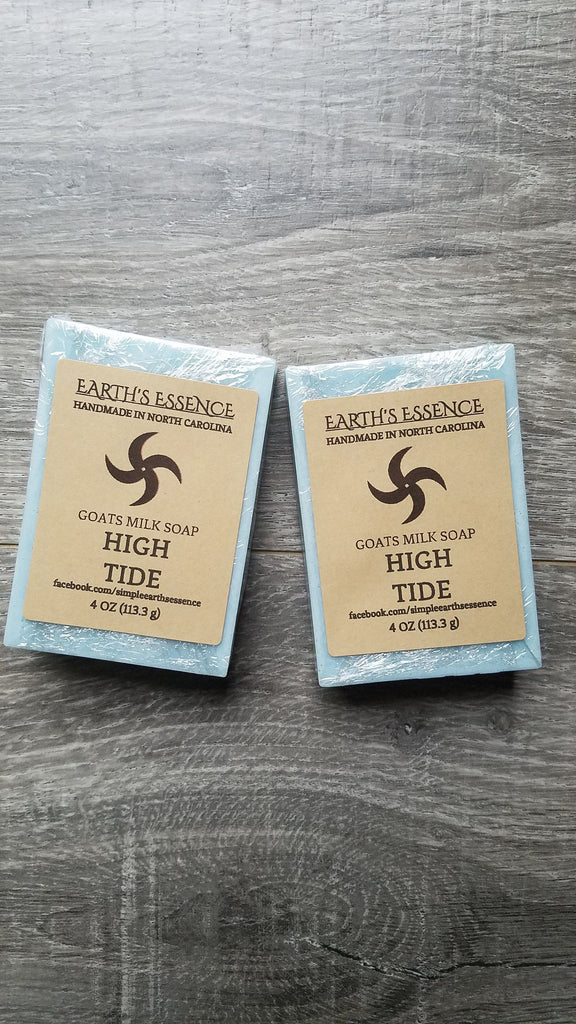 EARTH'S ESSENCE
HANDMADE IN NORTH CAROLINA
GOATS MILK SOAP
HIGH
TIDE
facebook.com/simpleearthsessence
4 OZ (113.3 g)
EARTH'S ESSENCE
HANDMADE IN NORTH CAROLINA
GOATS MILK SOAP
HIGH
TIDE
facebook.com/simpleearthsessence
4 OZ (113.3 g)